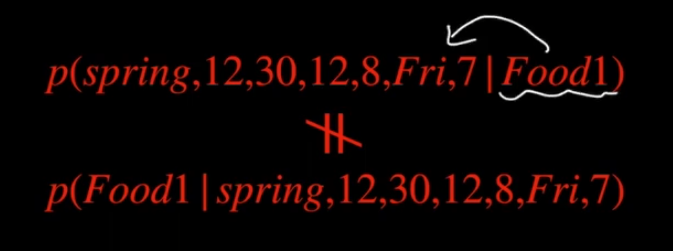 p(spring,12,30,12,8,Fri,7|Food1)
≠
p(Food1|spring,12,30,12,8,Fri,7)